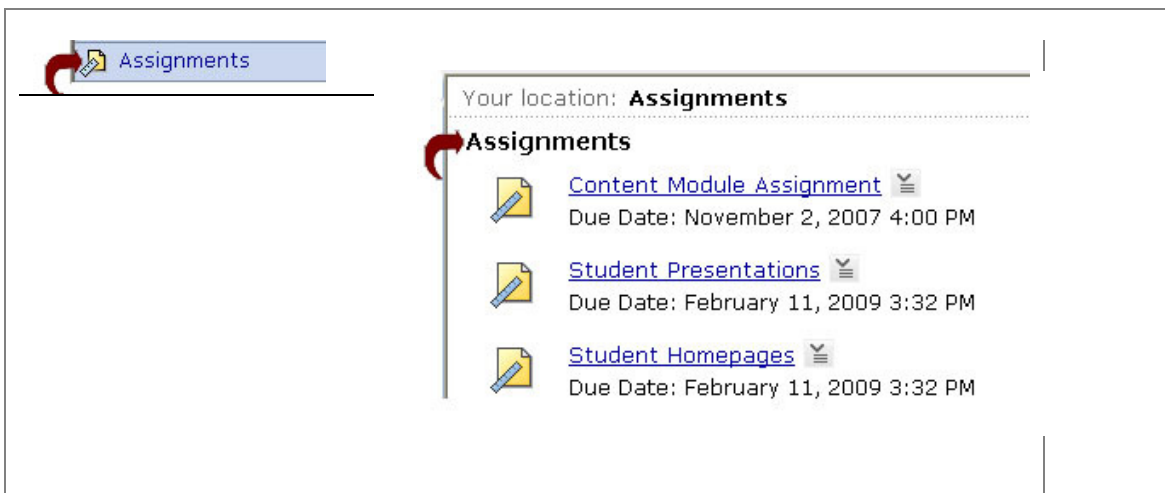 Assignments
Your location: Assignments
Assignments
Content Module Assignment
Due Date: November 2, 2007 4:00 PM
Student Presentations
Due Date: February 11, 2009 3:32 PM
Student Homepages
Due Date: February 11, 2009 3:32 PM